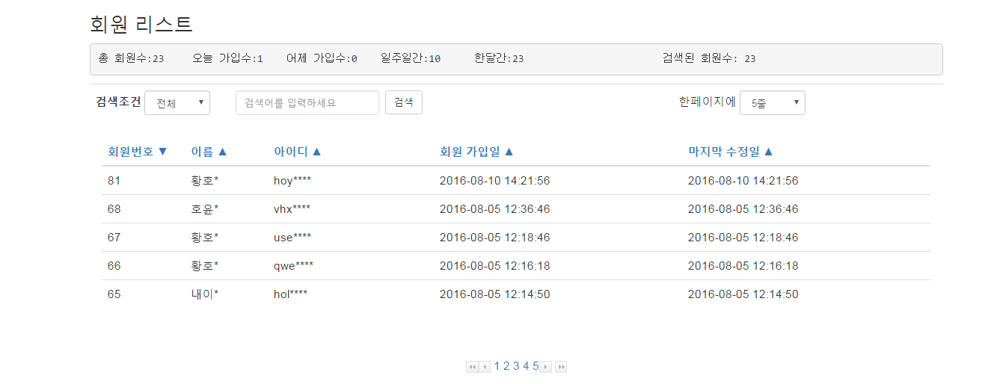 회원 리스트
총 회원수:23 오늘 가입수:1 어제 가입수:0 일주일간:10 한달간:23 검색된 회원수: 23
검색조건 전체 ▼ 검색어를 입력하세요 검색 한페이지에 5줄 ▼
회원번호 ▼ 이름 ▲ 아이디 ▲ 회원 가입일 ▲ 마지막 수정일 ▲
81 황호* hoy**** 2016-08-10 14:21:56 2016-08-10 14:21:56
68 호윤* vhx**** 2016-08-05 12:36:46 2016-08-05 12:36:46
67 황호* use**** 2016-08-05 12:18:46 2016-08-05 12:18:46
66 황호* qwe**** 2016-08-05 12:16:18 2016-08-05 12:16:18
65 내이* hol**** 2016-08-05 12:14:50 2016-08-05 12:14:50
1 2 3 4 5